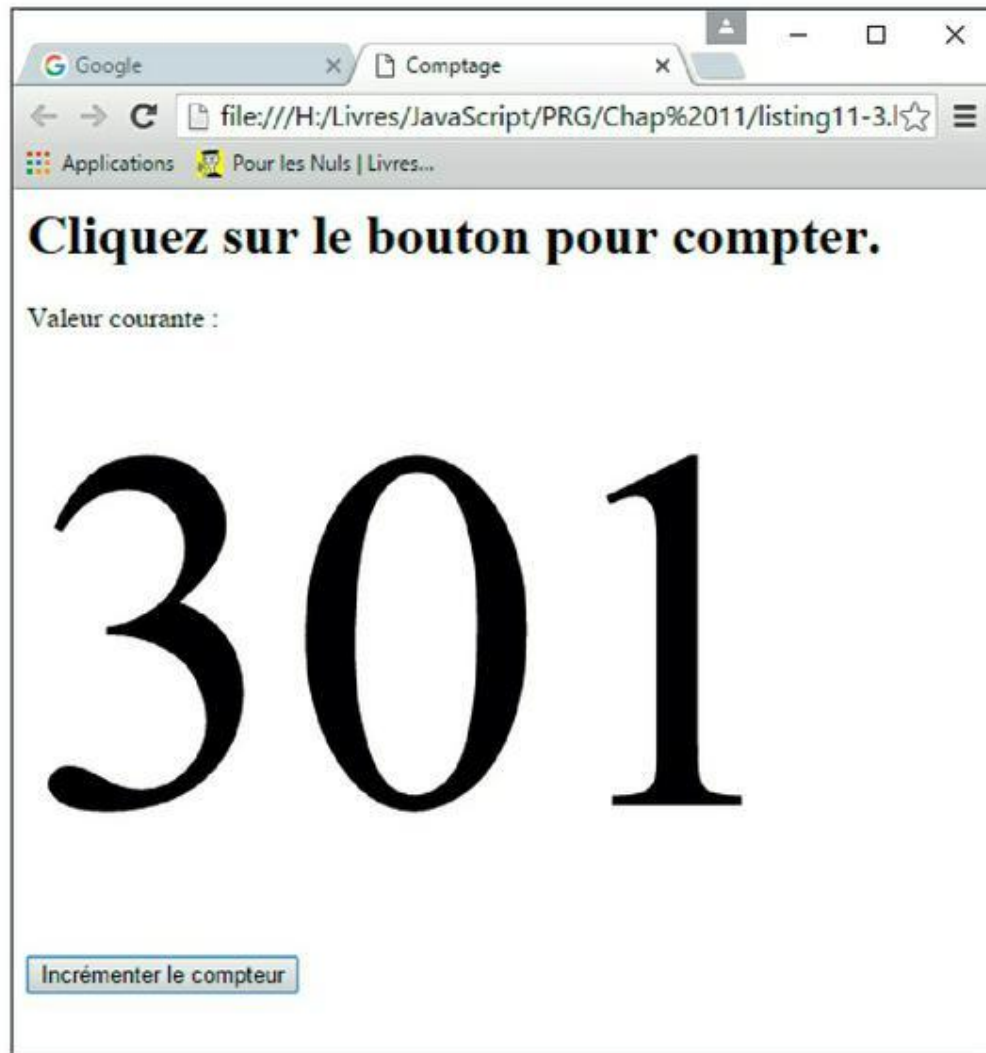 Google
Comptage
file:///H:/Livres/JavaScript/PRG/Chap%2011/listing11-3.l
Applications Pour les Nuls | Livres...
Cliquez sur le bouton pour compter.
Valeur courante :
301
Incrémenter le compteur